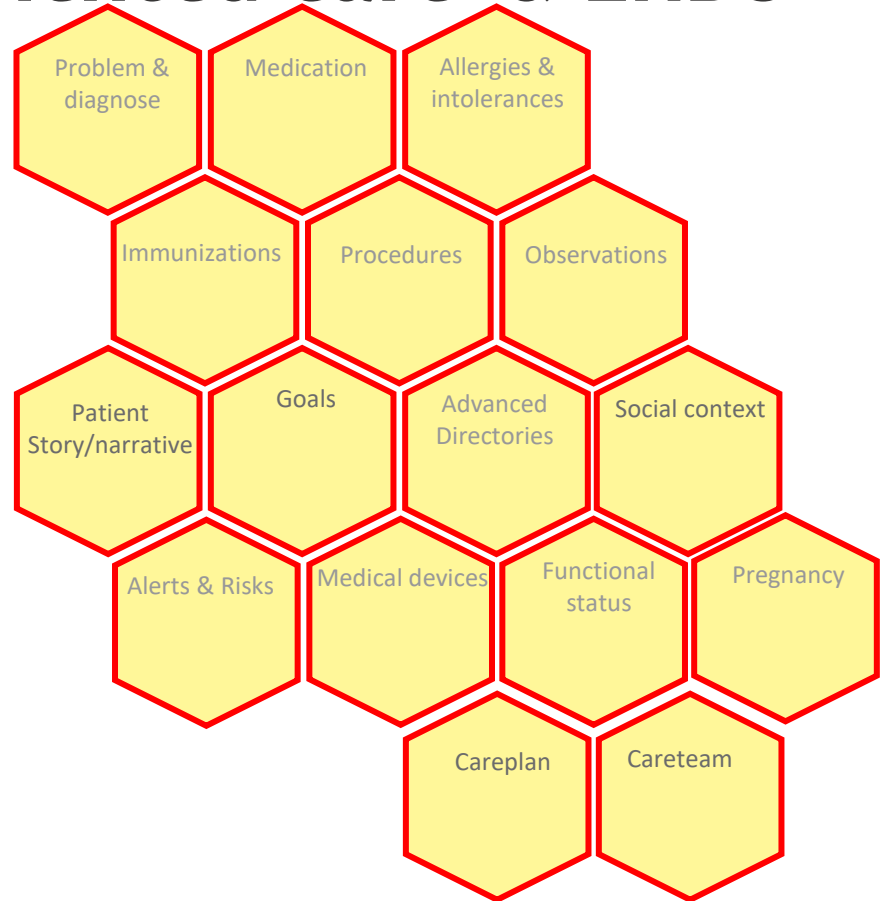 Problem &
diagnose
Medication
Allergies &
intolerances
Immunizations
Procedures
Observations
Patient
Story/narrative
Goals
Advanced
Directories
Social context
Alerts & Risks
Medical devices
Functional
status
Pregnancy
Careplan
Careteam